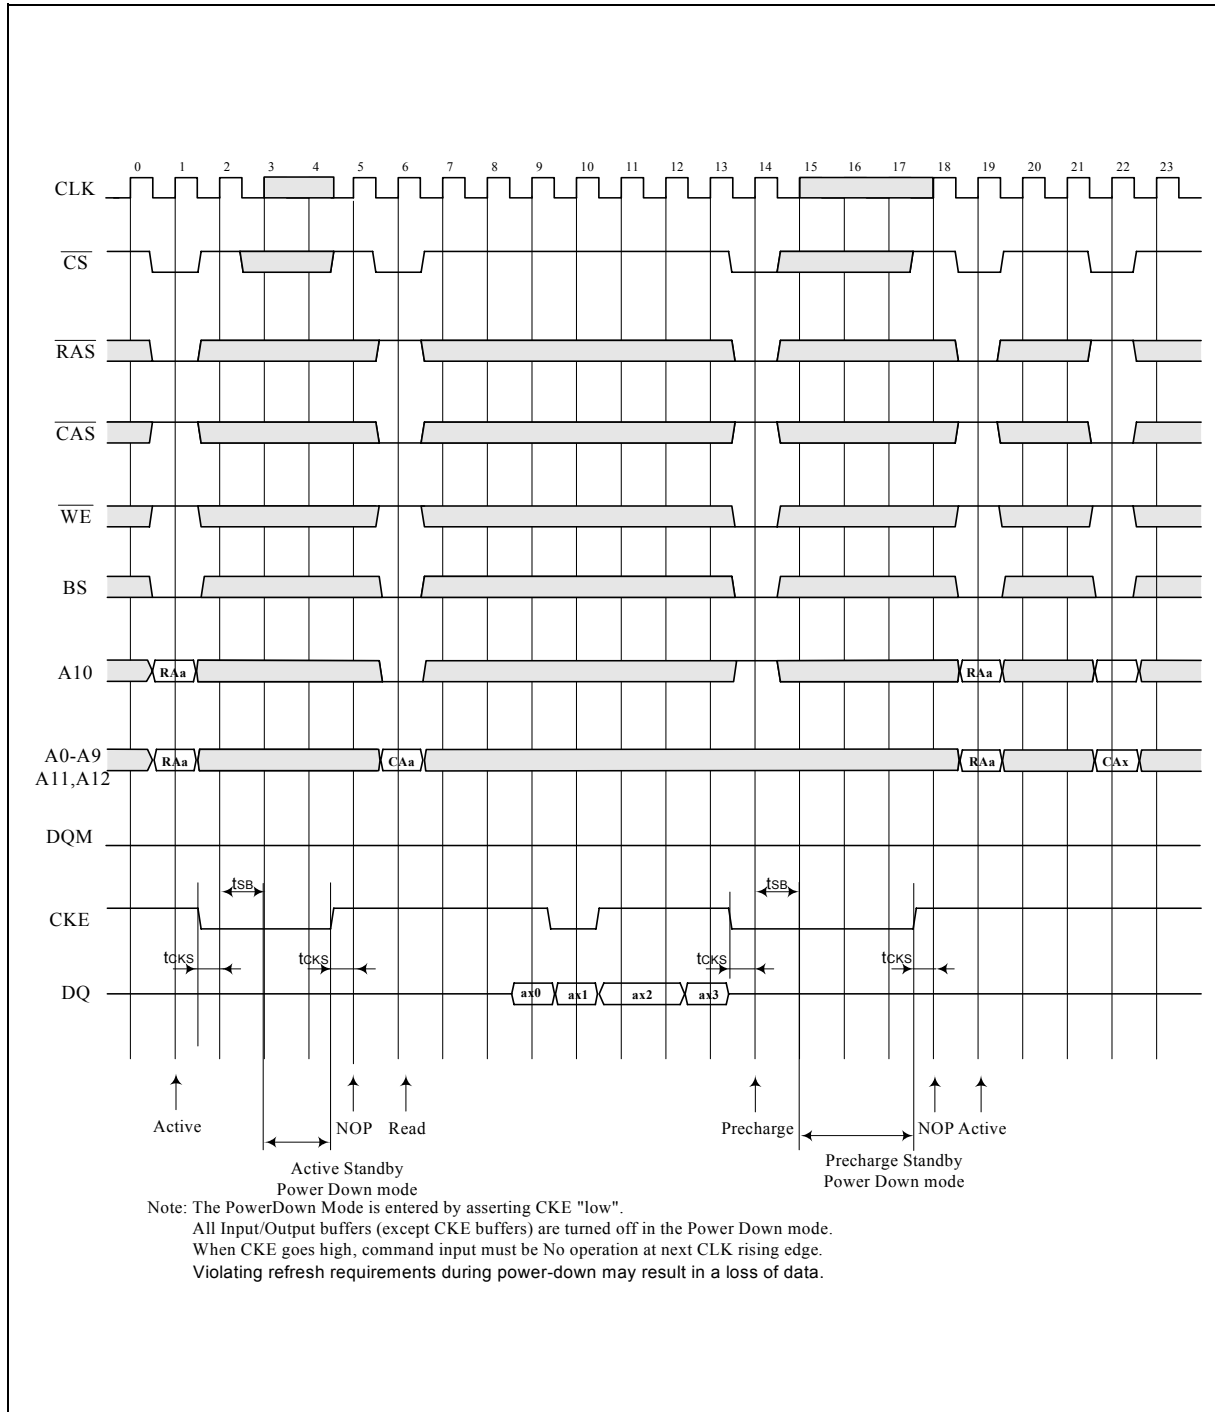 0 1 2 3 4 5 6 7 8 9 10 11 12 13 14 15 16 17 18 19 20 21 22 23
CLK
CS
RAS
CAS
WE
BS
A10 RAa RAa
A0-A9 RAa CAa RAa CAx
A11,A12
DQM
tSB tSB
CKE
tCKS tCKS tCKS tCKS
DQ ax0 ax1 ax2 ax3
Active NOP Read Precharge NOP Active
Active Standby
Power Down mode
Precharge Standby
Power Down mode
Note: The PowerDown Mode is entered by asserting CKE "low".
All Input/Output buffers (except CKE buffers) are turned off in the Power Down mode.
When CKE goes high, command input must be No operation at next CLK rising edge.
Violating refresh requirements during power-down may result in a loss of data.